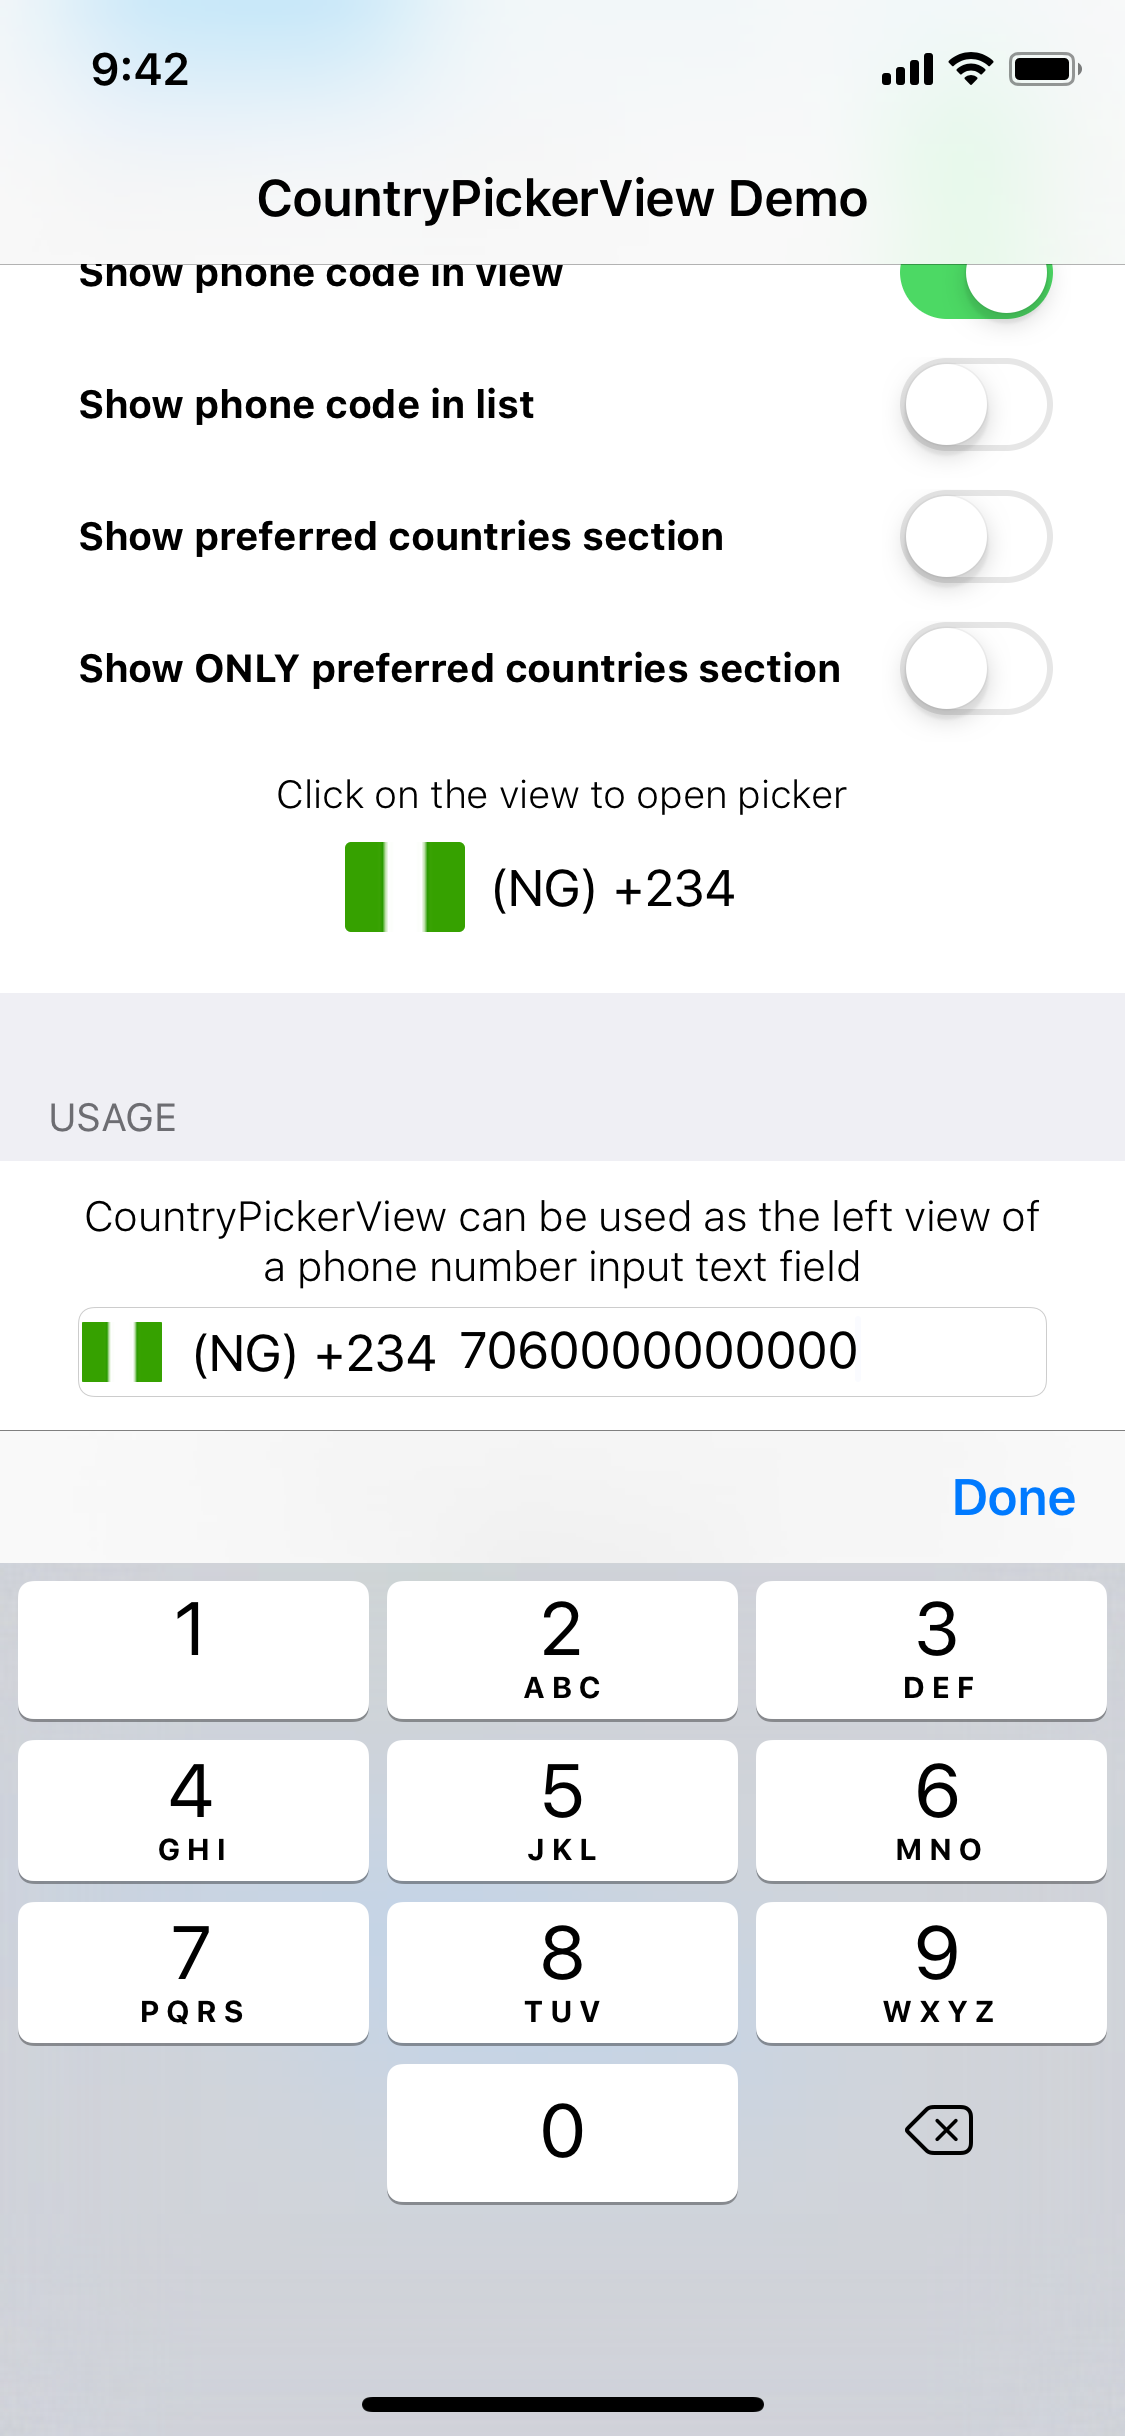 9:42
CountryPickerView Demo
Show phone code in view
Show phone code in list
Show preferred countries section
Show ONLY preferred countries section
Click on the view to open picker
(NG) +234
USAGE
CountryPickerView can be used as the left view of
a phone number input text field
(NG) +234 7060000000000
Done
1 2 3
ABC DEF
4 5 6
GHI JKL MNO
7 8 9
PQRS TUV WXYZ
0